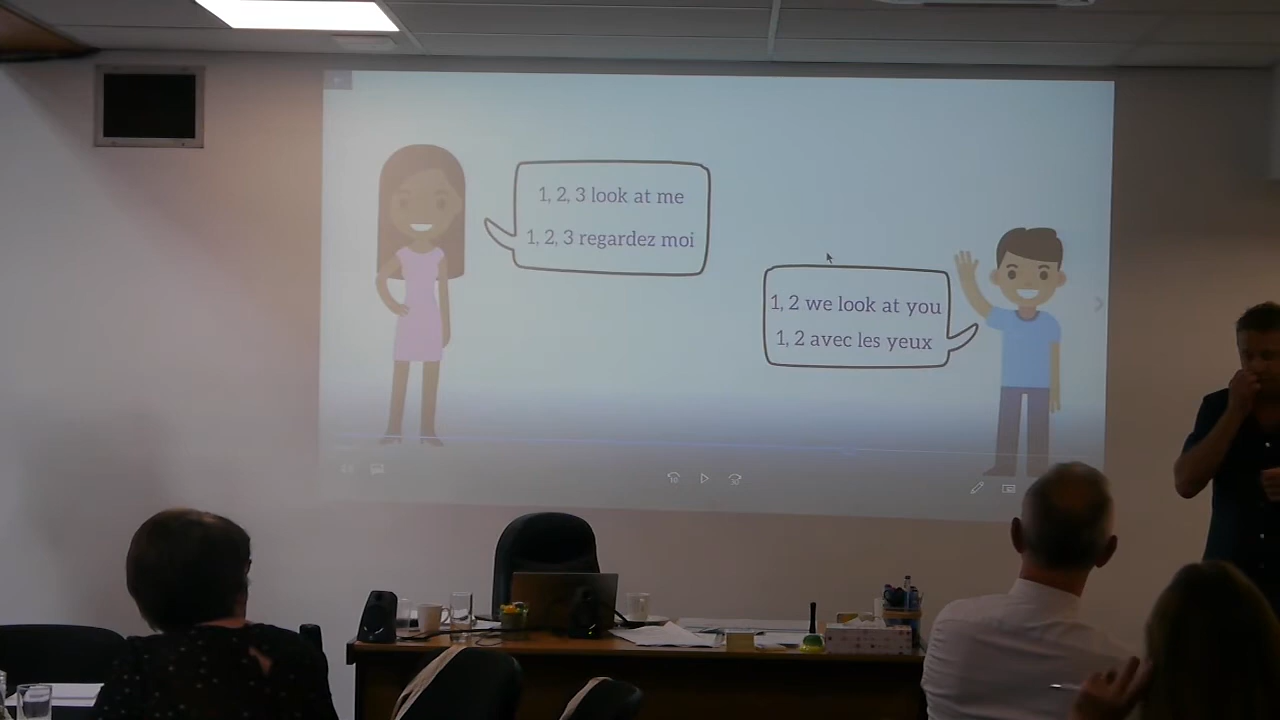 1, 2, 3 look at me
1, 2, 3 regardez moi
1, 2 we look at you
1, 2 avec les yeux